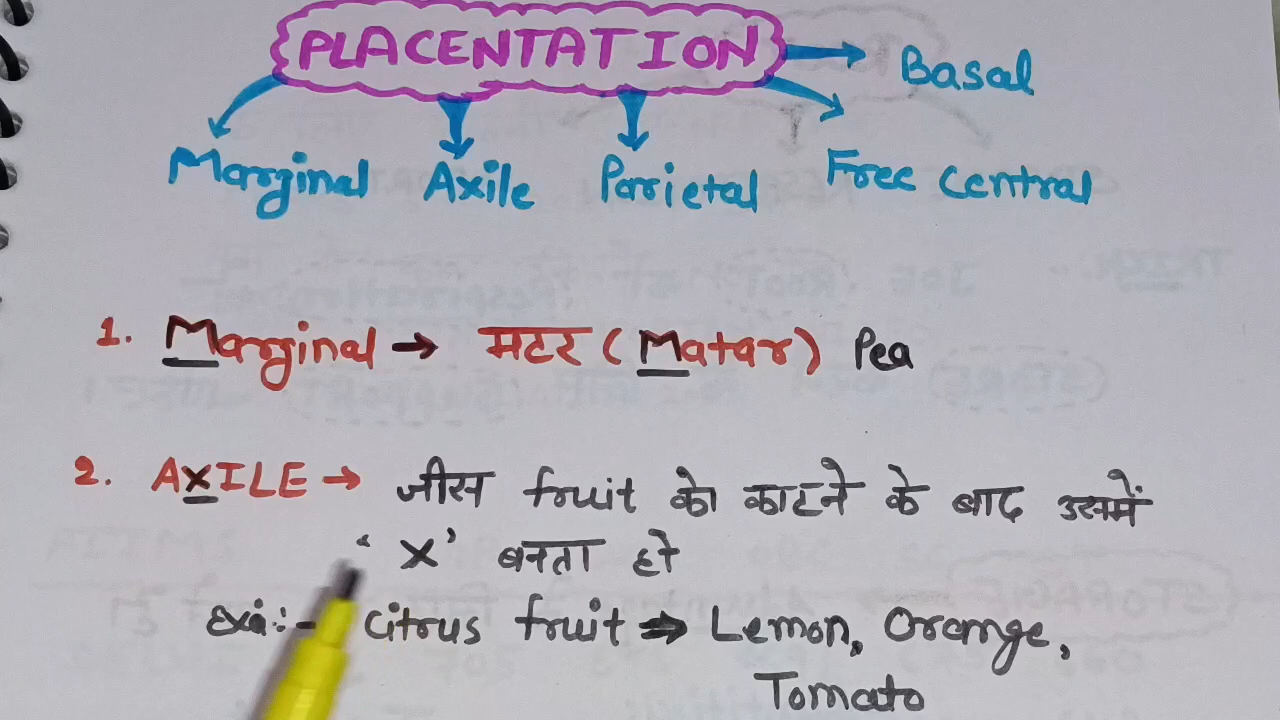 PLACENTATION
Basal
Marginal Axile Parietal Free central
1. Marginal → मटर (Matar) Pea
2. AXILE → जीस fruit को काटने के बाद उसमें
‘X’ बनता हो
Exi:- Citrus fruit ⇒ Lemon, Orange,
Tomato